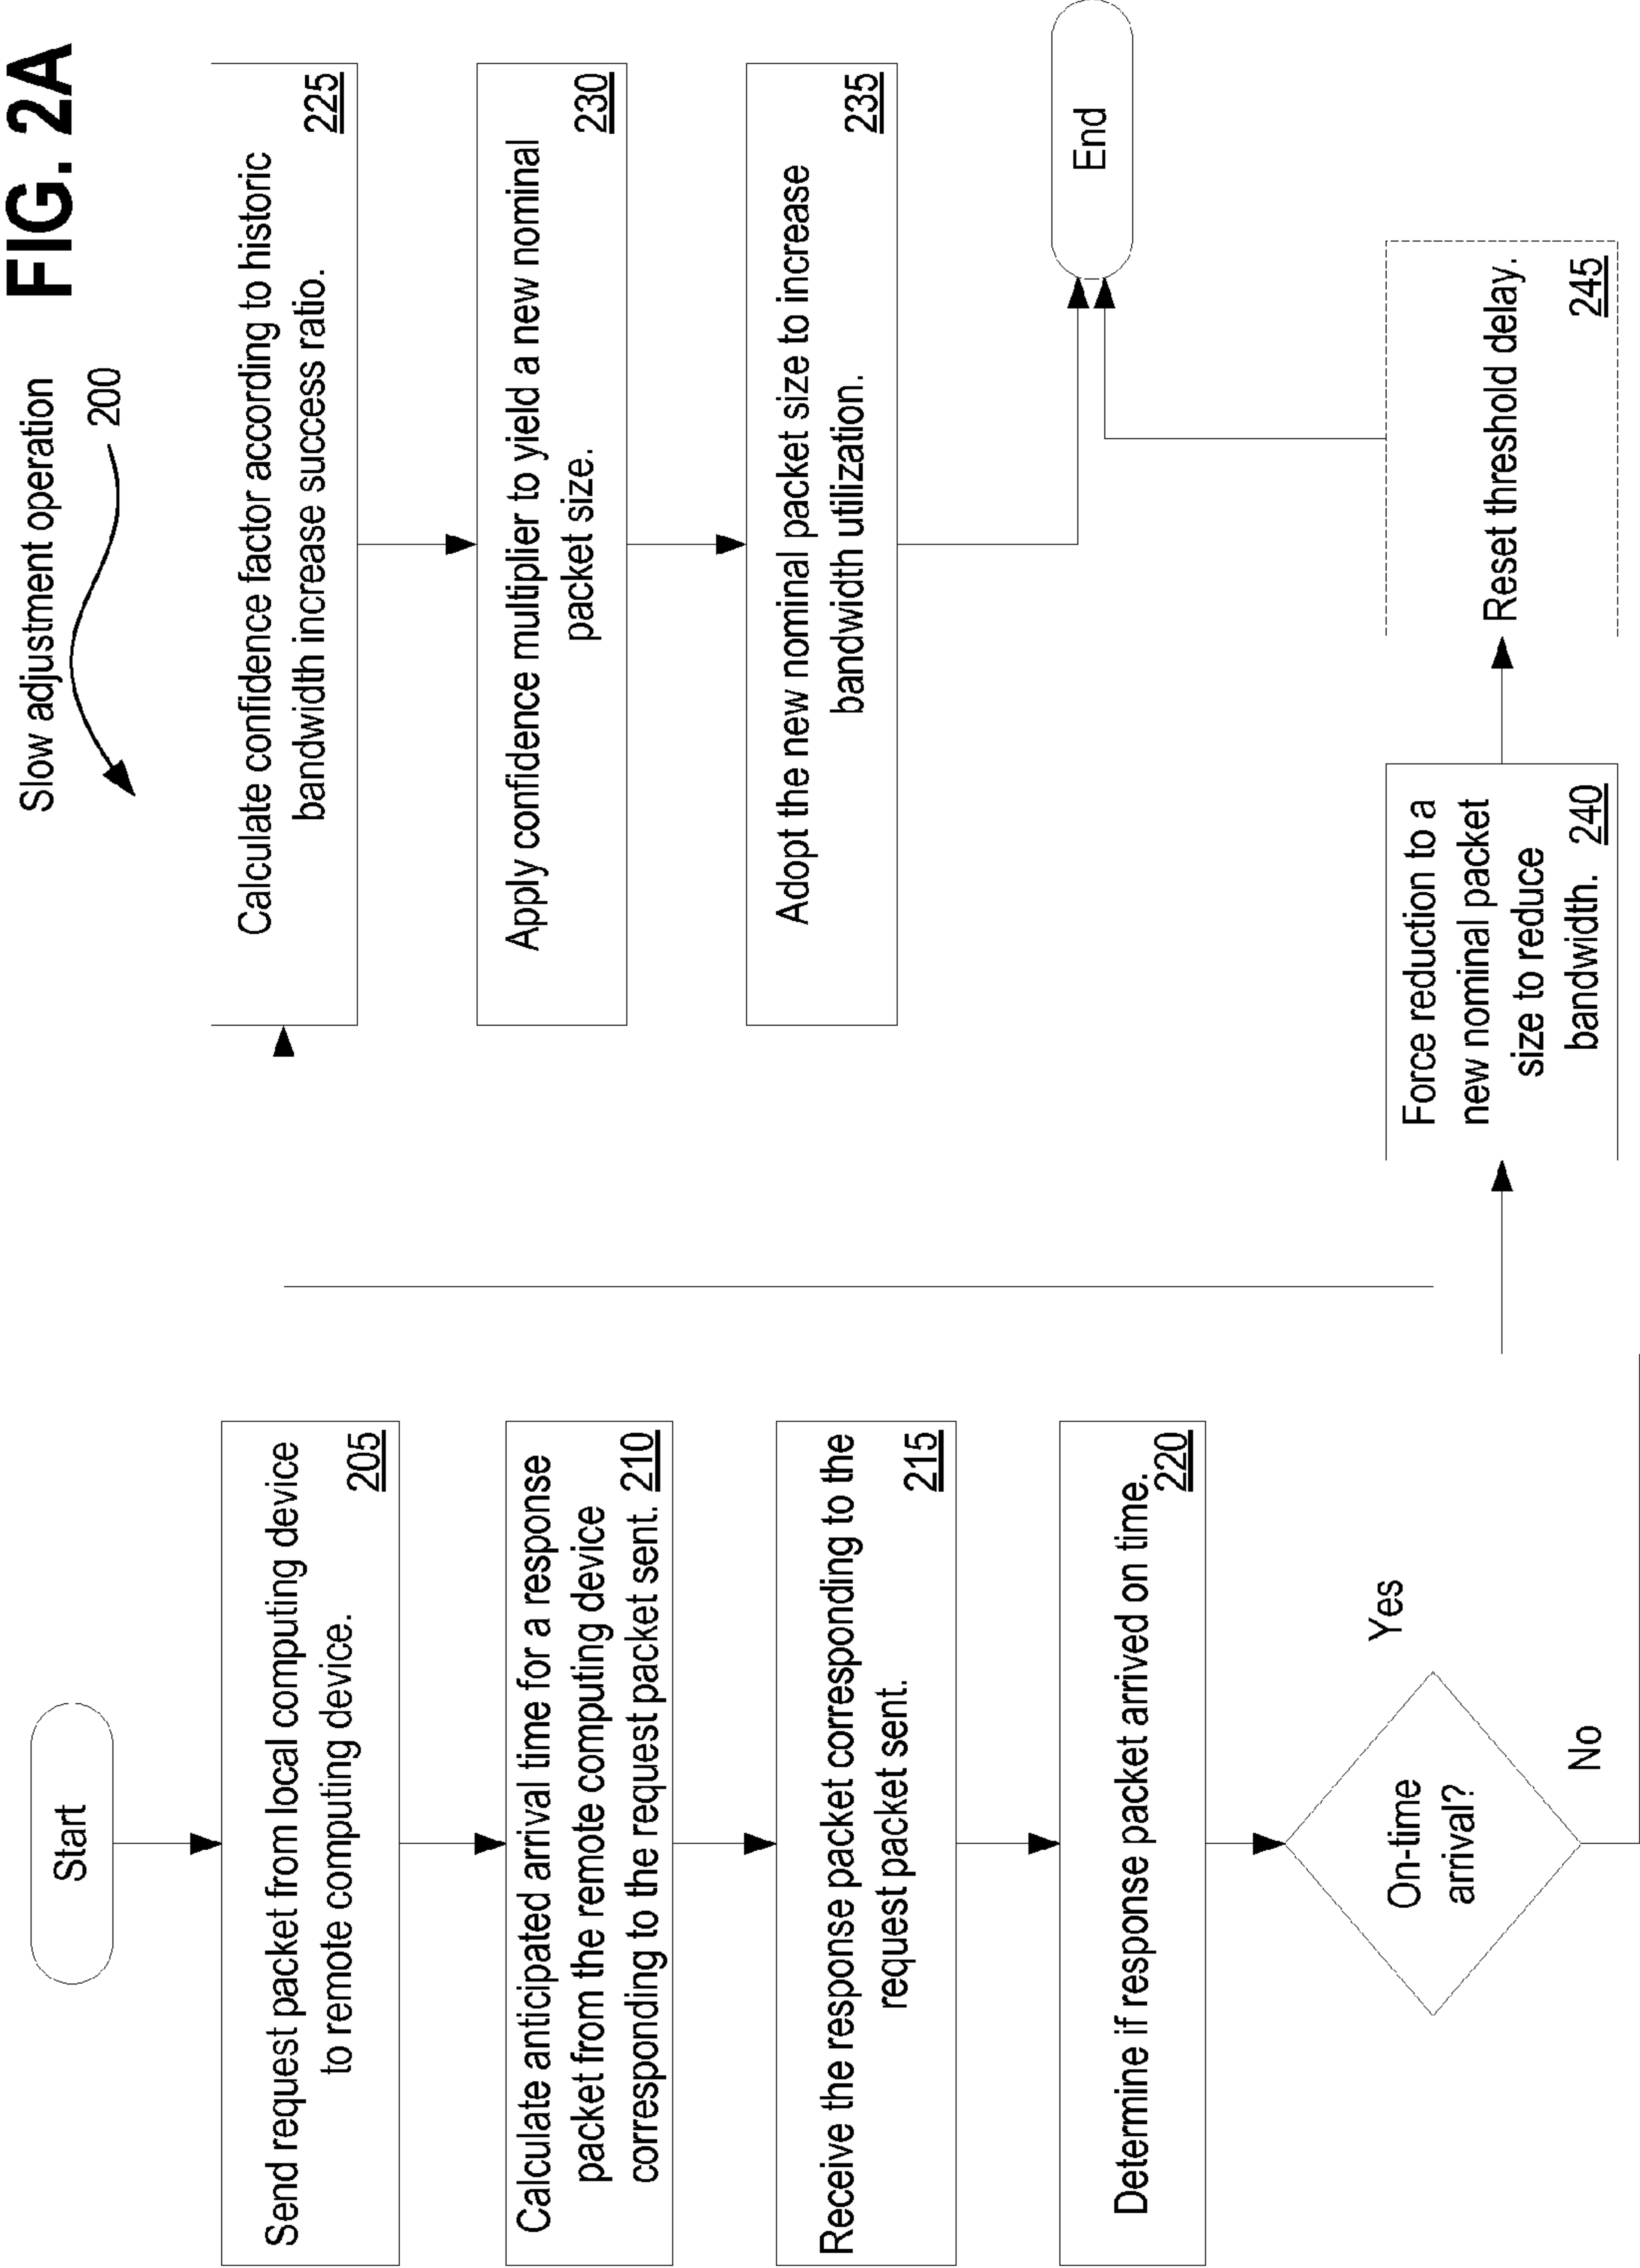 FIG. 2A
Slow adjustment operation
200
Start
Send request packet from local computing device
to remote computing device.
205
Calculate anticipated arrival time for a response
packet from the remote computing device
corresponding to the request packet sent. 210
Receive the response packet corresponding to the
request packet sent.
215
Determine if response packet arrived on time.
220
On-time
arrival?
Yes
No
Calculate confidence factor according to historic
bandwidth increase success ratio.
225
Apply confidence multiplier to yield a new nominal
packet size.
230
Adopt the new nominal packet size to increase
bandwidth utilization.
235
Force reduction to a
new nominal packet
size to reduce
bandwidth. 240
Reset threshold delay.
245
End